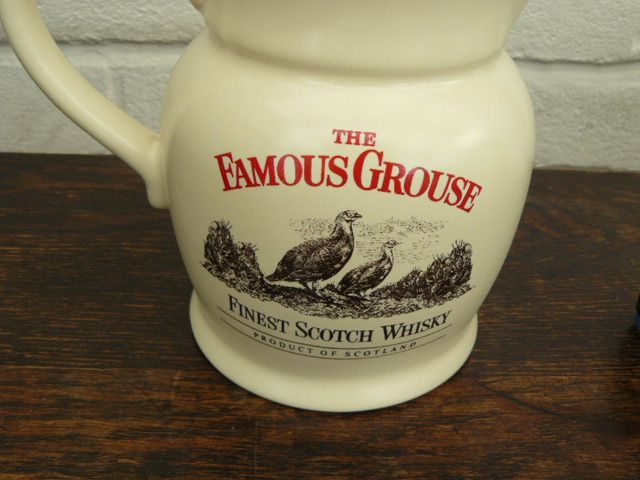 THE
FAMOUS GROUSE
FINEST SCOTCH WHISKY
PRODUCT OF SCOTLAND